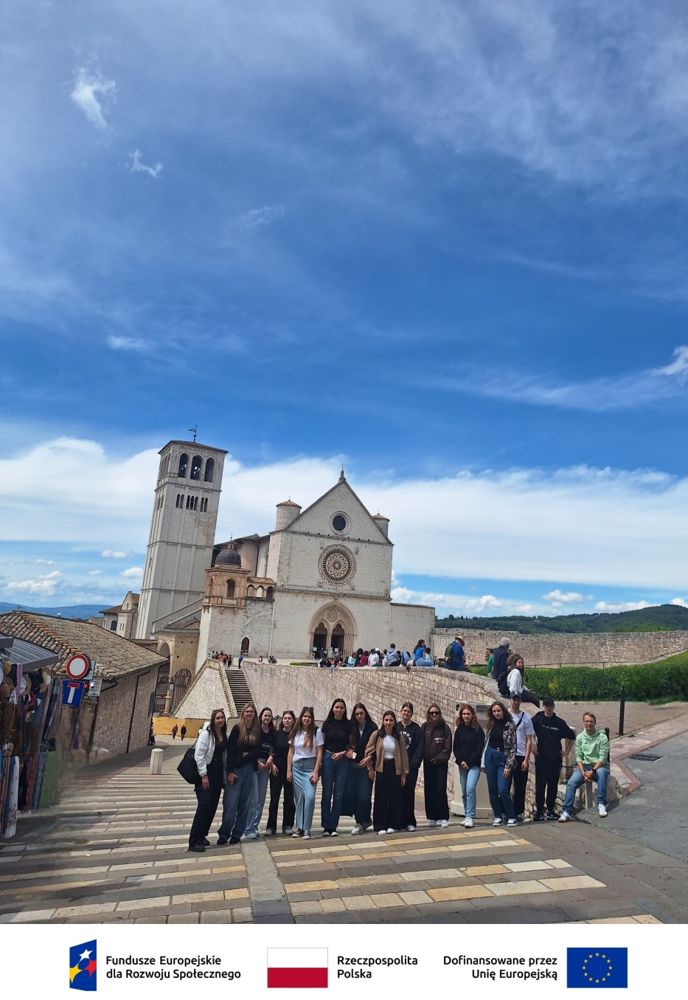 Fundusze Europejskie
dla Rozwoju Społecznego
Rzeczpospolita
Polska
Dofinansowane przez
Unię Europejską